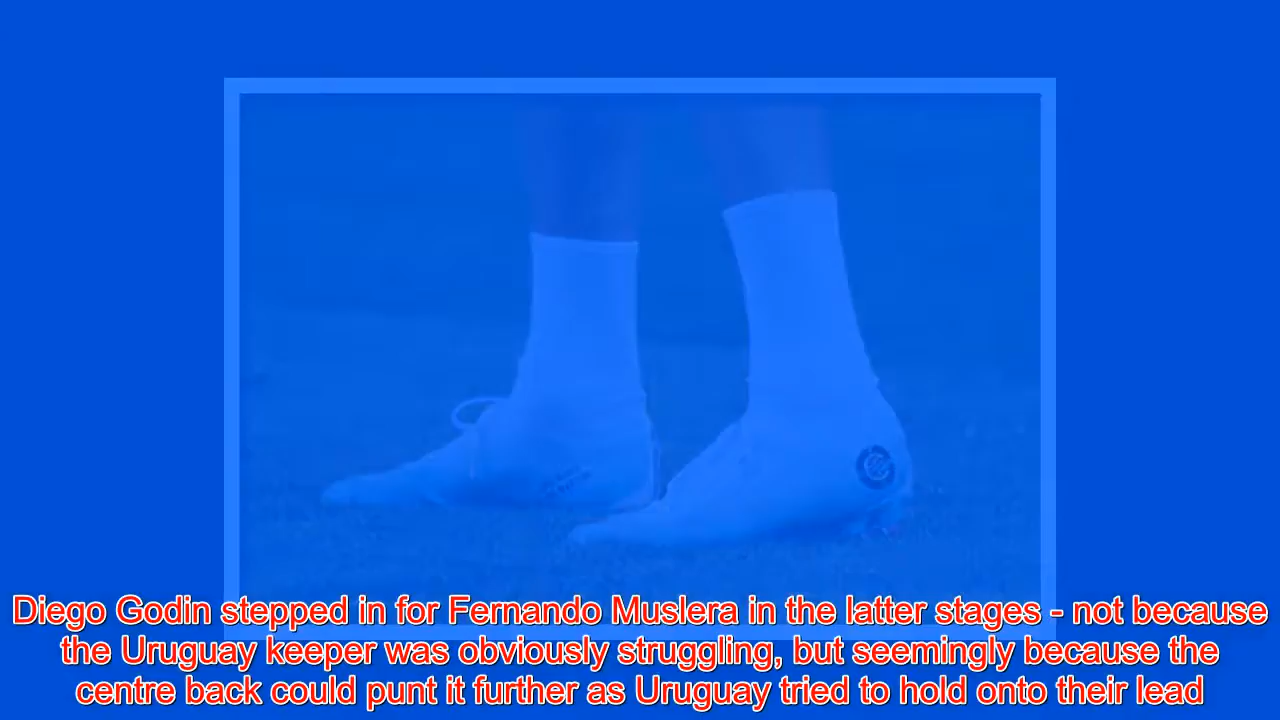 Diego Godin stepped in for Fernando Muslera in the latter stages - not because
the Uruguay keeper was obviously struggling, but seemingly because the
centre back could punt it further as Uruguay tried to hold onto their lead